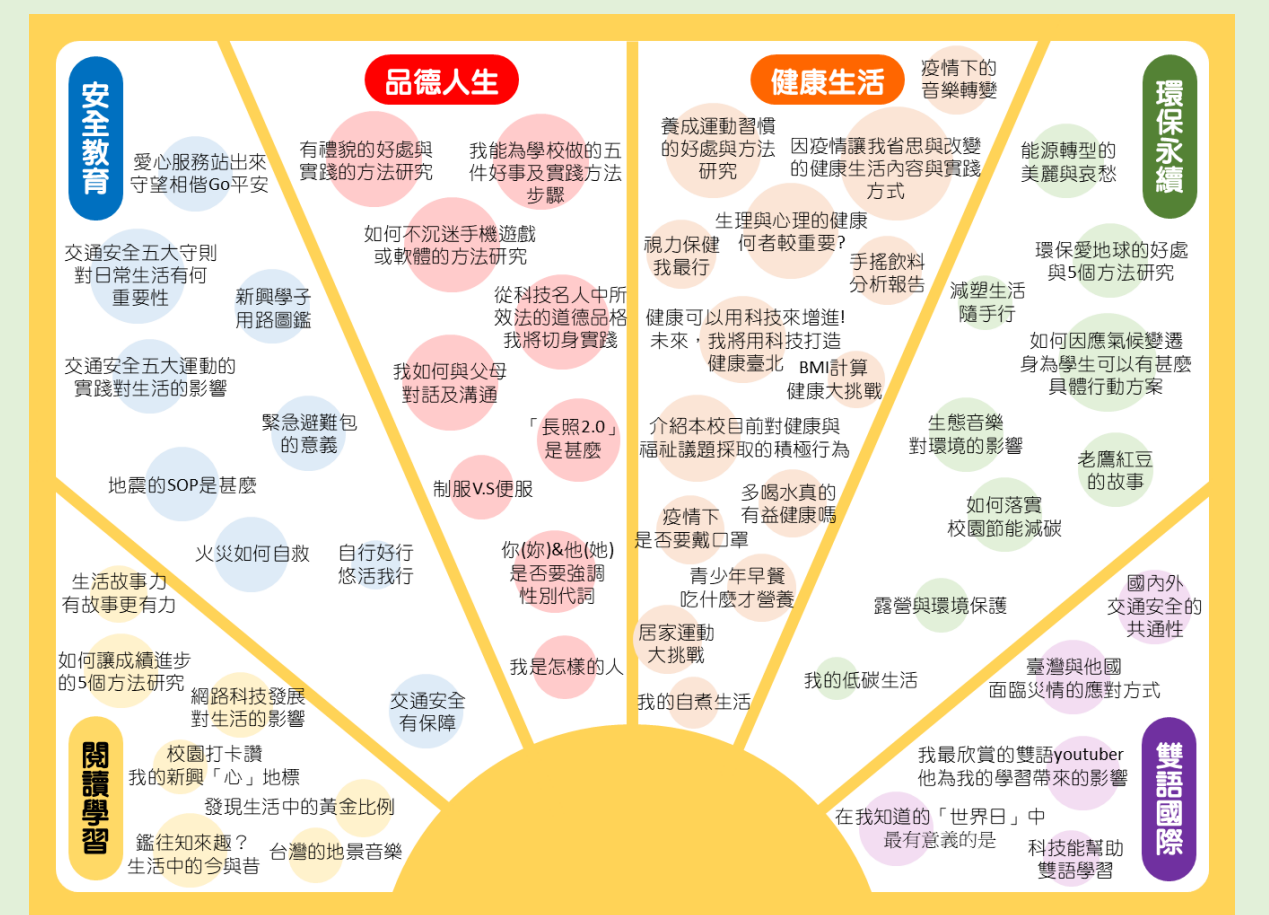 安全教育
愛心服務站出來
守望相偕Go平安
交通安全五大守則
對日常生活有何
重要性
新興學子
用路圖鑑
交通安全五大運動的
實踐對生活的影響
緊急避難包
的意義
地震的SOP是甚麼
火災如何自救
自行好行
悠活我行
交通安全
有保障
品德人生
有禮貌的好處與
實踐的方法研究
我能為學校做的五
件好事及實踐方法
步驟
如何不沉迷手機遊戲
或軟體的方法研究
從科技名人中所
效法的道德品格
我將切身實踐
我如何與父母
對話及溝通
「長照2.0」
是甚麼
制服V.S便服
你(妳)&他(她)
是否要強調
性別代詞
我是怎樣的人
健康生活
疫情下的
音樂轉變
養成運動習慣
的好處與方法
研究
因疫情讓我省思與改變
的健康生活內容與實踐
方式
生理與心理的健康
何者較重要?
視力保健
我最行
手搖飲料
分析報告
健康可以用科技來增進!
未來，我將用科技打造
健康臺北
BMI計算
健康大挑戰
介紹本校目前對健康與
福祉議題採取的積極行為
多喝水真的
有益健康嗎
疫情下
是否要戴口罩
青少年早餐
吃什麼才營養
居家運動
大挑戰
我的自煮生活
環保永續
能源轉型的
美麗與哀愁
環保愛地球的好處
與5個方法研究
減塑生活
隨手行
如何因應氣候變遷
身為學生可以有甚麼
具體行動方案
生態音樂
對環境的影響
老鷹紅豆
的故事
如何落實
校園節能減碳
露營與環境保護
我的低碳生活
閱讀學習
生活故事力
有故事更有力
如何讓成績進步
的5個方法研究
網路科技發展
對生活的影響
校園打卡讚
我的新興「心」地標
發現生活中的黃金比例
鑑往知來趣？
生活中的今與昔
台灣的地景音樂
雙語國際
國內外
交通安全的
共通性
臺灣與他國
面臨災情的應對方式
我最欣賞的雙語youtuber
他為我的學習帶來的影響
在我知道的「世界日」中
最有意義的是
科技能幫助
雙語學習